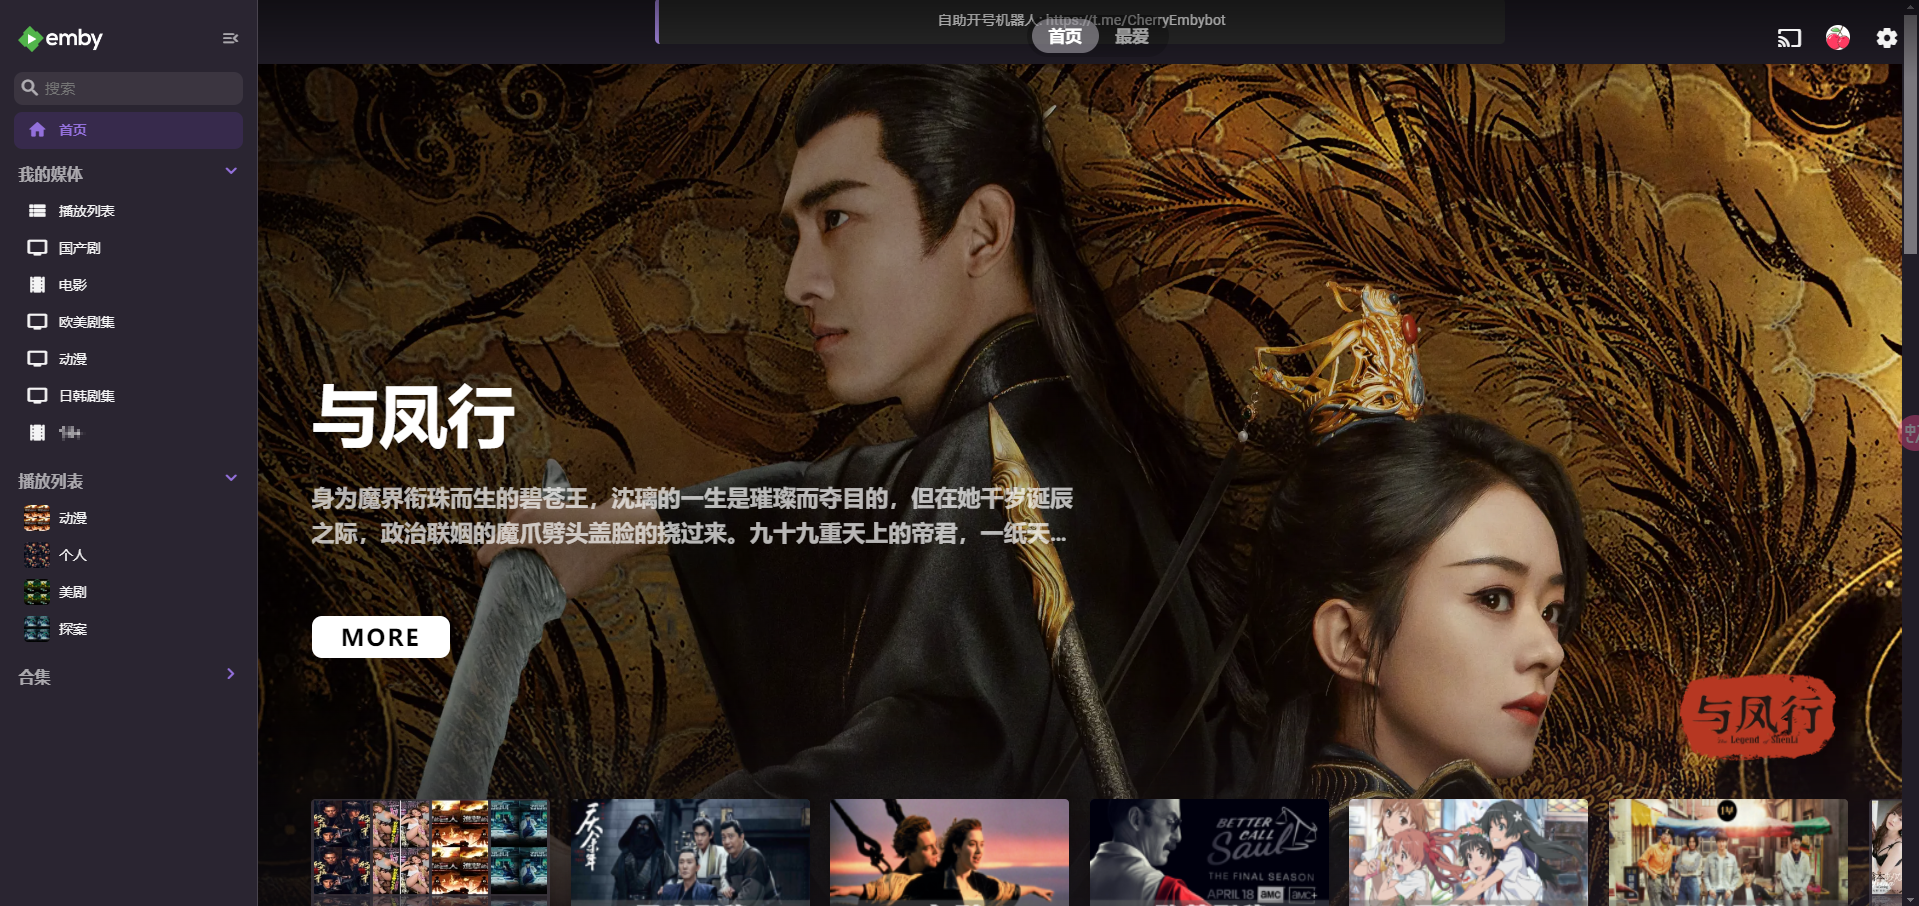 自助开号机器人: https://t.me/CherryEmbybot
emby
首页
最爱
搜索
首页
我的媒体
播放列表
国产剧
电影
欧美剧集
动漫
日韩剧集
播放列表
动漫
个人
美剧
探案
合集
与凤行
身为魔界衔珠而生的碧苍王，沈璃的一生是璀璨而夺目的，但在她千岁诞辰
之际，政治联姻的魔爪劈头盖脸的挠过来。九十九重天上的帝君，一纸天...
MORE
与凤行
The Legend of ShenLi
中
庆余年
BETTER
CALL
Saul
THE FINAL SEASON
APRIL 18 amc amc+